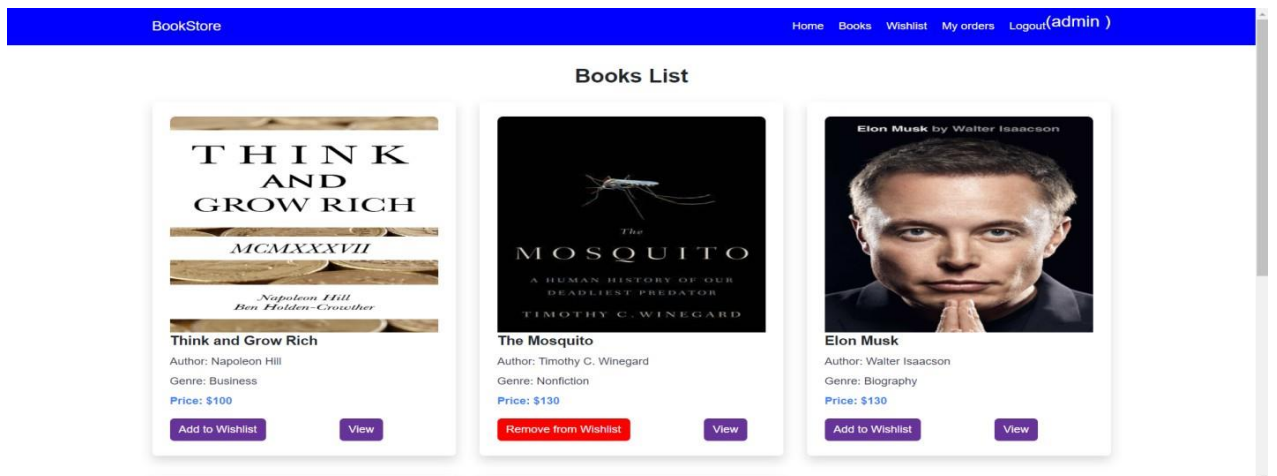 BookStore
Home Books Wishlist My orders Logout(admin )
Books List
THINK
AND
GROW RICH
MCMXXXVII
Napoleon Hill
Ben Holden-Crowther
Think and Grow Rich
Author: Napoleon Hill
Genre: Business
Price: $100
Add to Wishlist View
The
MOSQUITO
A HUMAN HISTORY OF OUR
DEADLIEST PREDATOR
TIMOTHY C. WINEGARD
The Mosquito
Author: Timothy C. Winegard
Genre: Nonfiction
Price: $130
Remove from Wishlist View
Elon Musk by Walter Isaacson
Elon Musk
Author: Walter Isaacson
Genre: Biography
Price: $130
Add to Wishlist View